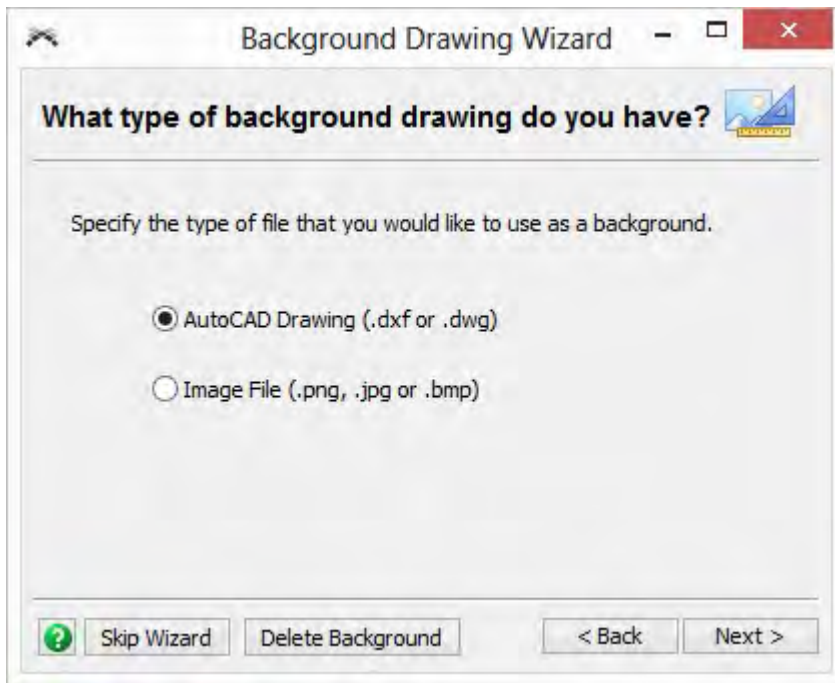 Background Drawing Wizard
What type of background drawing do you have?
Specify the type of file that you would like to use as a background.
AutoCAD Drawing (.dxf or .dwg)
Image File (.png, .jpg or .bmp)
? Skip Wizard Delete Background < Back Next >